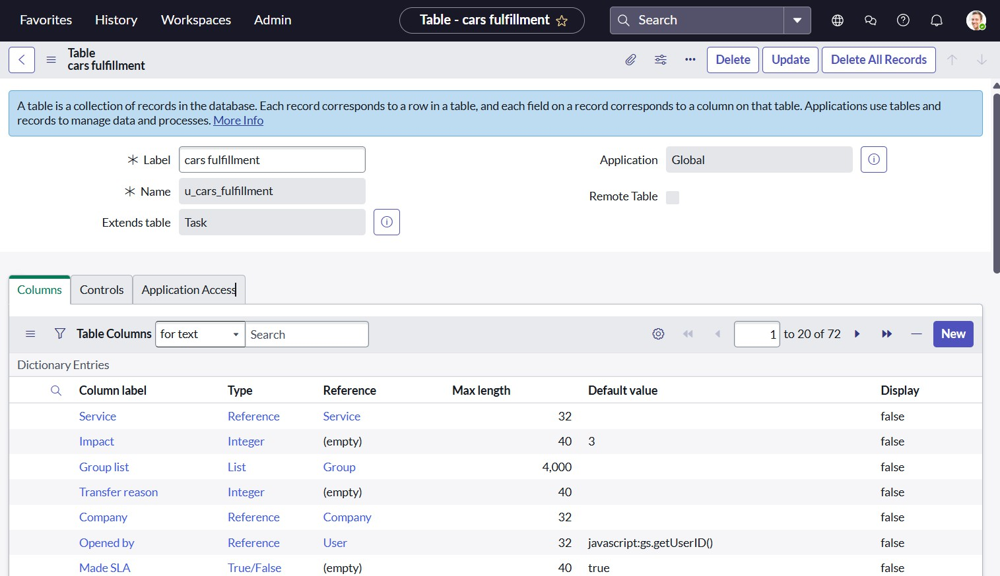 Favorites History Workspaces Admin Table - cars fulfillment Search
Table
cars fulfillment
Delete Update Delete All Records
A table is a collection of records in the database. Each record corresponds to a row in a table, and each field on a record corresponds to a column on that table. Applications use tables and
records to manage data and processes. More Info
Label cars fulfillment Application Global
Name u_cars_fulfillment Remote Table
Extends table Task
Columns Controls Application Access
Table Columns for text Search 1 to 20 of 72 New
Dictionary Entries
Column label Type Reference Max length Default value Display
Service Reference Service 32 false
Impact Integer (empty) 40 3 false
Group list List Group 4,000 false
Transfer reason Integer (empty) 40 false
Company Reference Company 32 false
Opened by Reference User 32 javascript:gs.getUserID() false
Made SLA True/False (empty) 40 true false